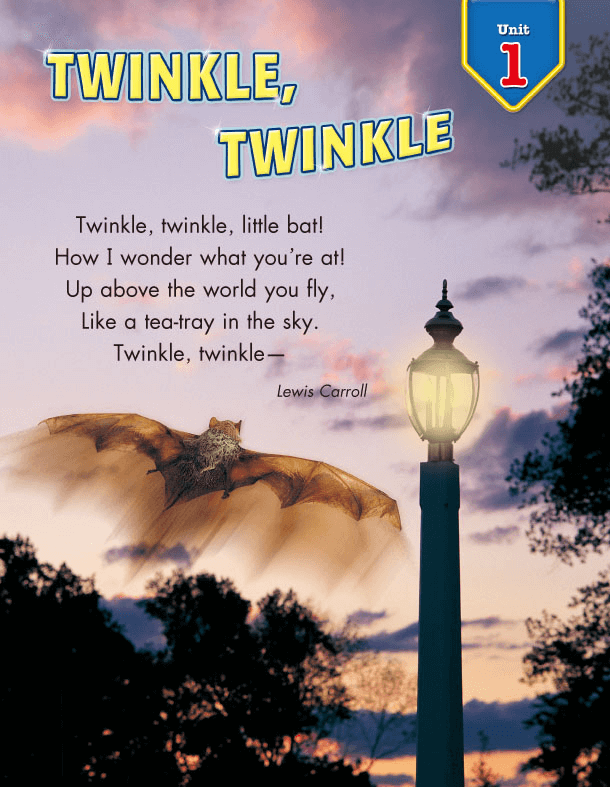 Unit
1
TWINKLE,
TWINKLE
Twinkle, twinkle, little bat!
How I wonder what you're at!
Up above the world you fly,
Like a tea-tray in the sky.
Twinkle, twinkle—
Lewis Carroll